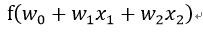 f(w₀ + w₁x₁ + w₂x₂)↵